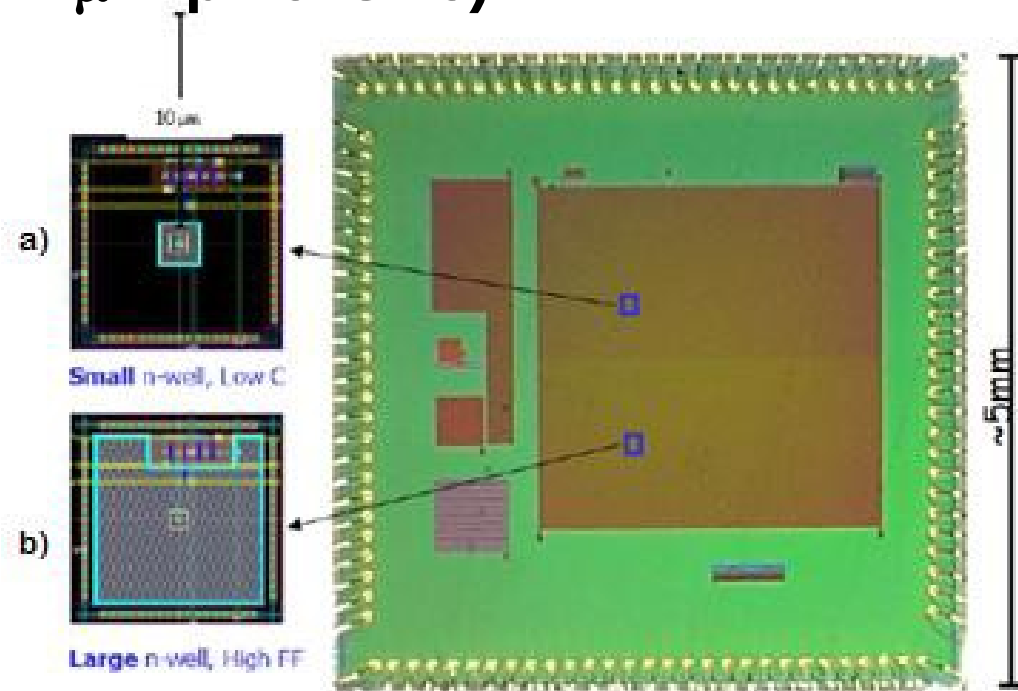 10 μm
a)
Small n-well, Low C
~5mm
b)
Large n-well, High FF